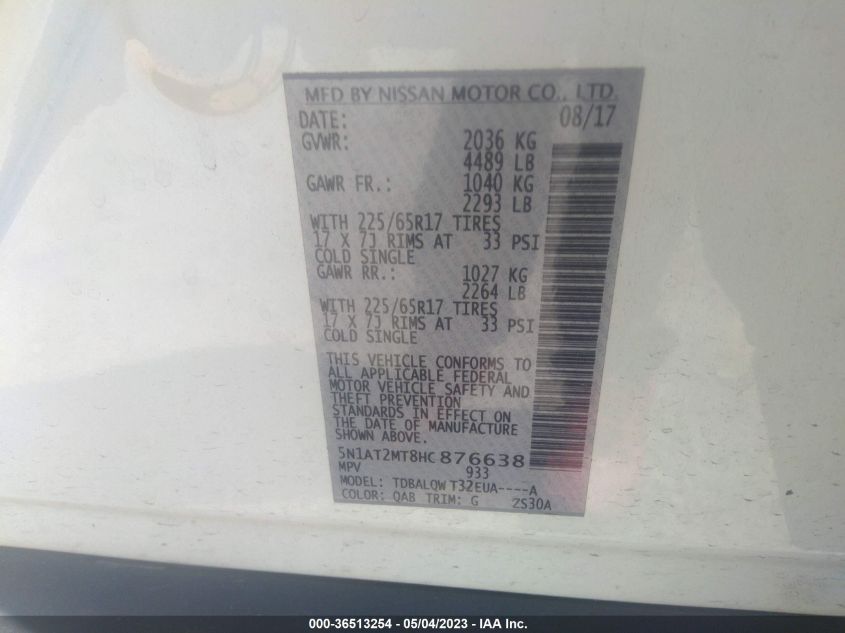 MFD BY NISSAN MOTOR CO., LTD.
DATE: 08/17
GVWR: 2036 KG
4489 LB
GAWR FR.: 1040 KG
2293 LB
WITH 225/65R17 TIRES
17 X 7J RIMS AT 33 PSI
COLD SINGLE
GAWR RR.: 1027 KG
2264 LB
WITH 225/65R17 TIRES
17 X 7J RIMS AT 33 PSI
COLD SINGLE
THIS VEHICLE CONFORMS TO
ALL APPLICABLE FEDERAL
MOTOR VEHICLE SAFETY AND
THEFT PREVENTION
STANDARDS IN EFFECT ON
THE DATE OF MANUFACTURE
SHOWN ABOVE.
5N1AT2MT8HC876638
MPV 933
MODEL: TDBALQW T32EUA----A
COLOR: QAB TRIM: G 2S30A
000-36513254 - 05/04/2023 - IAA Inc.